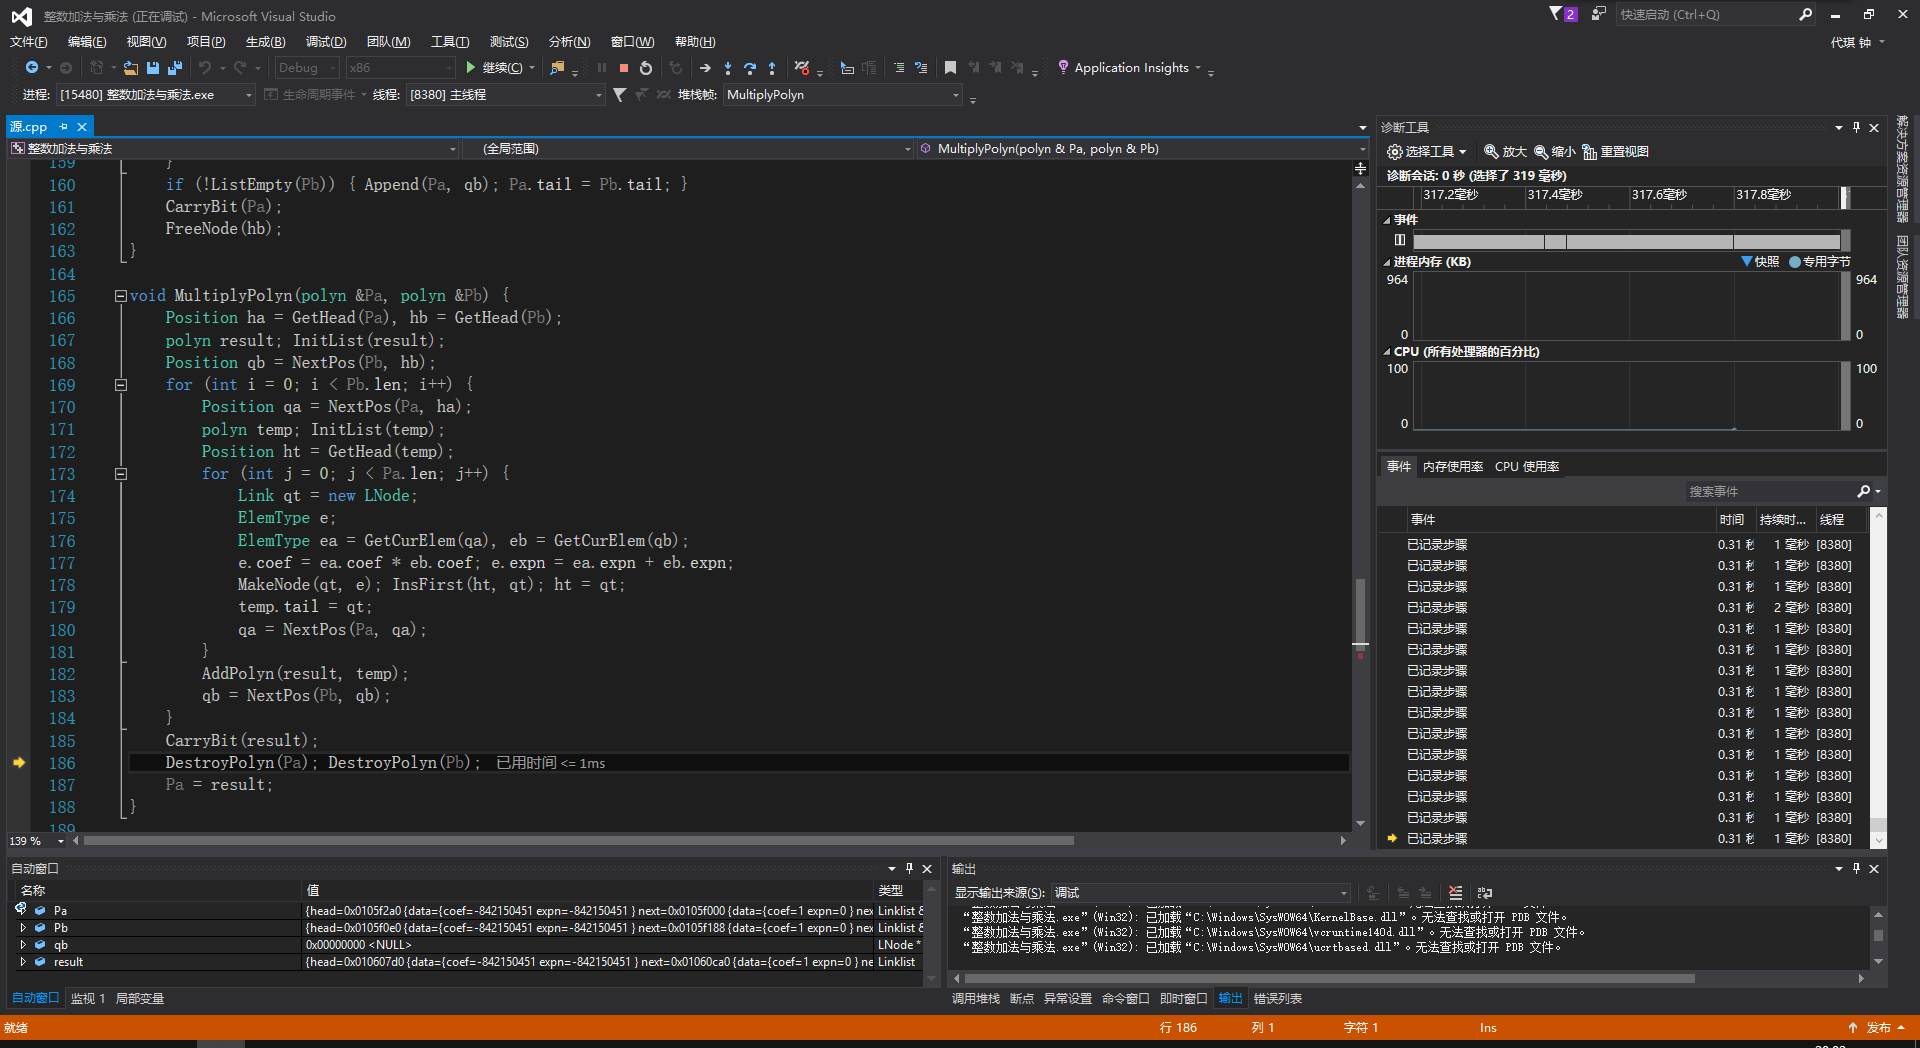 整数加法与乘法 (正在调试) - Microsoft Visual Studio
2
快速启动 (Ctrl+Q)
文件(F) 编辑(E) 视图(V) 项目(P) 生成(B) 调试(D) 团队(M) 工具(T) 测试(S) 分析(N) 窗口(W) 帮助(H)
代琪 钟
Debug x86 继续(C) Application Insights
进程: [15480] 整数加法与乘法.exe 生命周期事件 线程: [8380] 主线程 堆栈帧: MultiplyPolyn
源.cpp
整数加法与乘法 (全局范围) MultiplyPolyn(polyn & Pa, polyn & Pb)
159 }
160 if (!ListEmpty(Pb)) { Append(Pa, qb); Pa.tail = Pb.tail; }
161 CarryBit(Pa);
162 FreeNode(hb);
163 }
164
165 void MultiplyPolyn(polyn &Pa, polyn &Pb) {
166 Position ha = GetHead(Pa), hb = GetHead(Pb);
167 polyn result; InitList(result);
168 Position qb = NextPos(Pb, hb);
169 for (int i = 0; i < Pb.len; i++) {
170 Position qa = NextPos(Pa, ha);
171 polyn temp; InitList(temp);
172 Position ht = GetHead(temp);
173 for (int j = 0; j < Pa.len; j++) {
174 Link qt = new LNode;
175 ElemType e;
176 ElemType ea = GetCurElem(qa), eb = GetCurElem(qb);
177 e.coef = ea.coef * eb.coef; e.expn = ea.expn + eb.expn;
178 MakeNode(qt, e); InsFirst(ht, qt); ht = qt;
179 temp.tail = qt;
180 qa = NextPos(Pa, qa);
181 }
182 AddPolyn(result, temp);
183 qb = NextPos(Pb, qb);
184 }
185 CarryBit(result);
186 DestroyPolyn(Pa); DestroyPolyn(Pb); 已用时间 <= 1ms
187 Pa = result;
188 }
189
139 %
诊断工具
选择工具 放大 缩小 重置视图
诊断会话: 0 秒 (选择了 319 毫秒)
317.2毫秒 317.4毫秒 317.6毫秒 317.8毫秒
事件
进程内存 (KB) 快照 专用字节
964 964
0 0
CPU (所有处理器的百分比)
100 100
0 0
事件 内存使用率 CPU 使用率
搜索事件
事件 时间 持续时... 线程
已记录步骤 0.31 秒 1 毫秒 [8380]
已记录步骤 0.31 秒 1 毫秒 [8380]
已记录步骤 0.31 秒 1 毫秒 [8380]
已记录步骤 0.31 秒 2 毫秒 [8380]
已记录步骤 0.31 秒 1 毫秒 [8380]
已记录步骤 0.31 秒 1 毫秒 [8380]
已记录步骤 0.31 秒 1 毫秒 [8380]
已记录步骤 0.31 秒 1 毫秒 [8380]
已记录步骤 0.31 秒 1 毫秒 [8380]
已记录步骤 0.31 秒 1 毫秒 [8380]
已记录步骤 0.31 秒 1 毫秒 [8380]
已记录步骤 0.31 秒 1 毫秒 [8380]
已记录步骤 0.31 秒 1 毫秒 [8380]
已记录步骤 0.31 秒 1 毫秒 [8380]
已记录步骤 0.31 秒 1 毫秒 [8380]
解决方案资源管理器
团队资源管理器
自动窗口
名称 值 类型
Pa {head=0x0105f2a0 {data={coef=-842150451 expn=-842150451 } next=0x0105f000 {data={coef=1 expn=0 } nex Linklist &
Pb {head=0x0105f0e0 {data={coef=-842150451 expn=-842150451 } next=0x0105f188 {data={coef=1 expn=0 } nex Linklist &
qb 0x00000000 <NULL> LNode *
result {head=0x010607d0 {data={coef=-842150451 expn=-842150451 } next=0x01060ca0 {data={coef=1 expn=0 } ne Linklist
自动窗口 监视 1 局部变量
输出
显示输出来源(S): 调试
“整数加法与乘法.exe”(Win32): 已加载“C:\Windows\SysWOW64\KernelBase.dll”。无法查找或打开 PDB 文件。
“整数加法与乘法.exe”(Win32): 已加载“C:\Windows\SysWOW64\vcruntime140d.dll”。无法查找或打开 PDB 文件。
“整数加法与乘法.exe”(Win32): 已加载“C:\Windows\SysWOW64\ucrtbased.dll”。无法查找或打开 PDB 文件。
调用堆栈 断点 异常设置 命令窗口 即时窗口 输出 错误列表
就绪 行 186 列 1 字符 1 Ins 发布